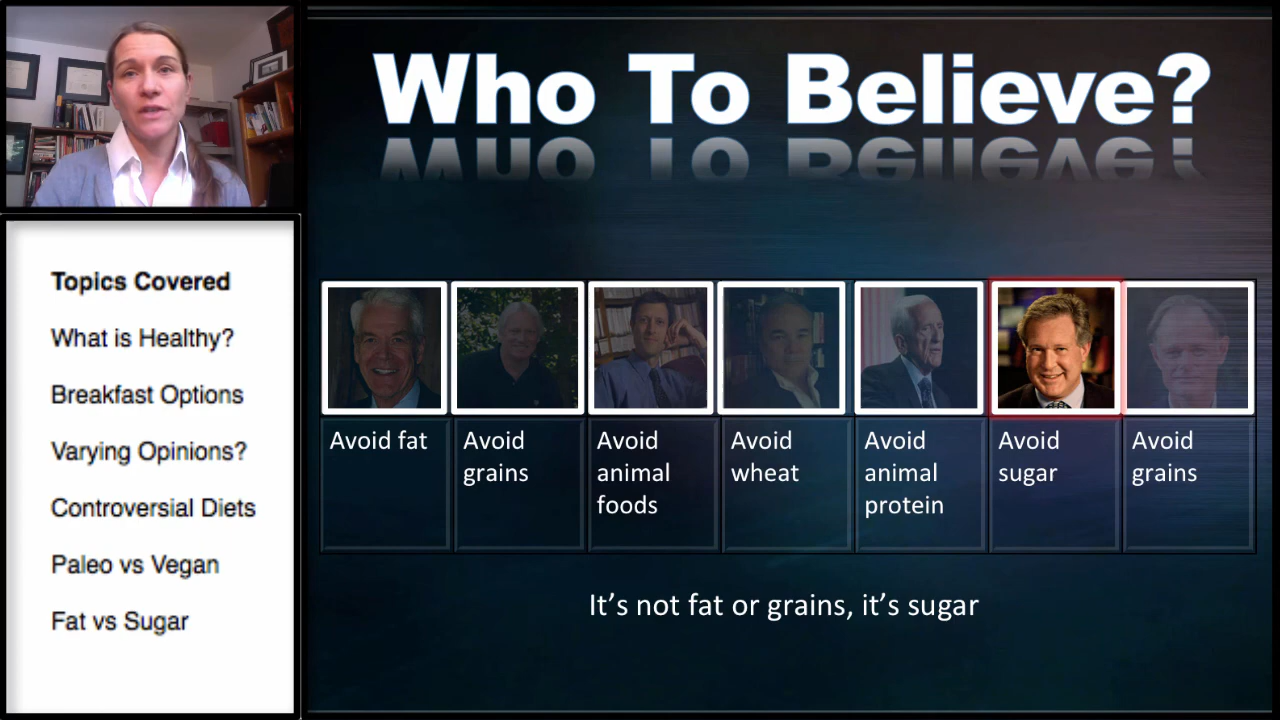 Who To Believe?
Topics Covered
What is Healthy?
Breakfast Options
Varying Opinions?
Controversial Diets
Paleo vs Vegan
Fat vs Sugar
Avoid fat
Avoid
grains
Avoid
animal
foods
Avoid
wheat
Avoid
animal
protein
Avoid
sugar
Avoid
grains
It’s not fat or grains, it’s sugar